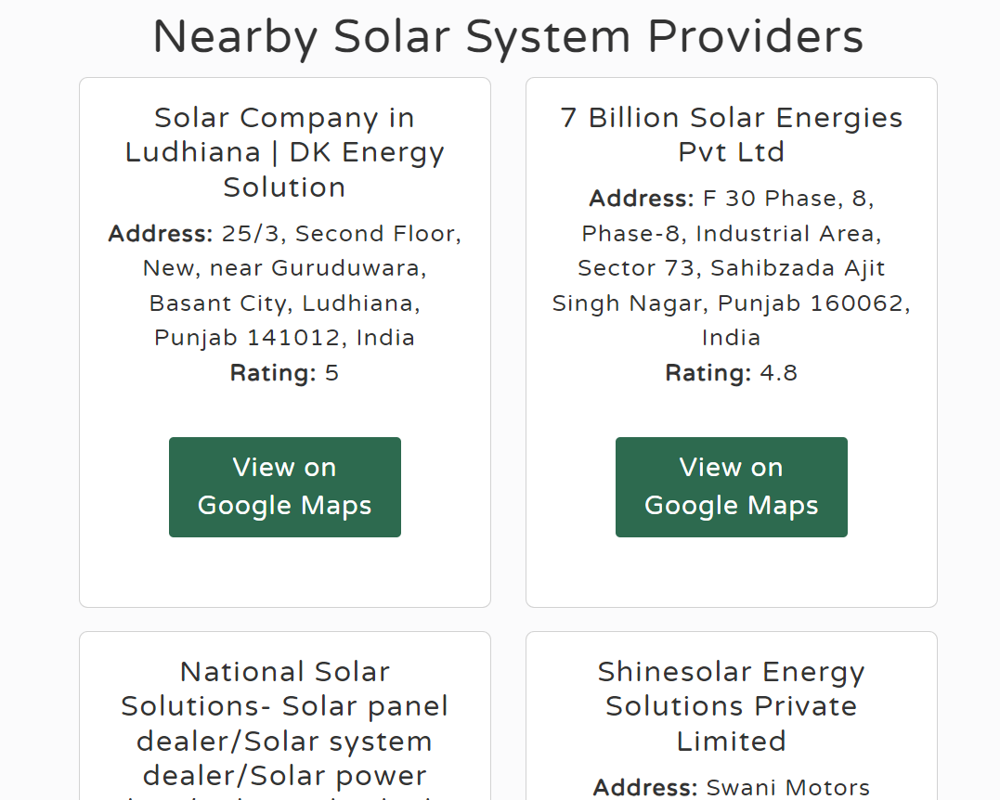 Nearby Solar System Providers
Solar Company in
Ludhiana | DK Energy
Solution
Address: 25/3, Second Floor,
New, near Guruduwara,
Basant City, Ludhiana,
Punjab 141012, India
Rating: 5
View on
Google Maps
7 Billion Solar Energies
Pvt Ltd
Address: F 30 Phase, 8,
Phase-8, Industrial Area,
Sector 73, Sahibzada Ajit
Singh Nagar, Punjab 160062,
India
Rating: 4.8
View on
Google Maps
National Solar
Solutions- Solar panel
dealer/Solar system
dealer/Solar power
Shinesolar Energy
Solutions Private
Limited
Address: Swani Motors